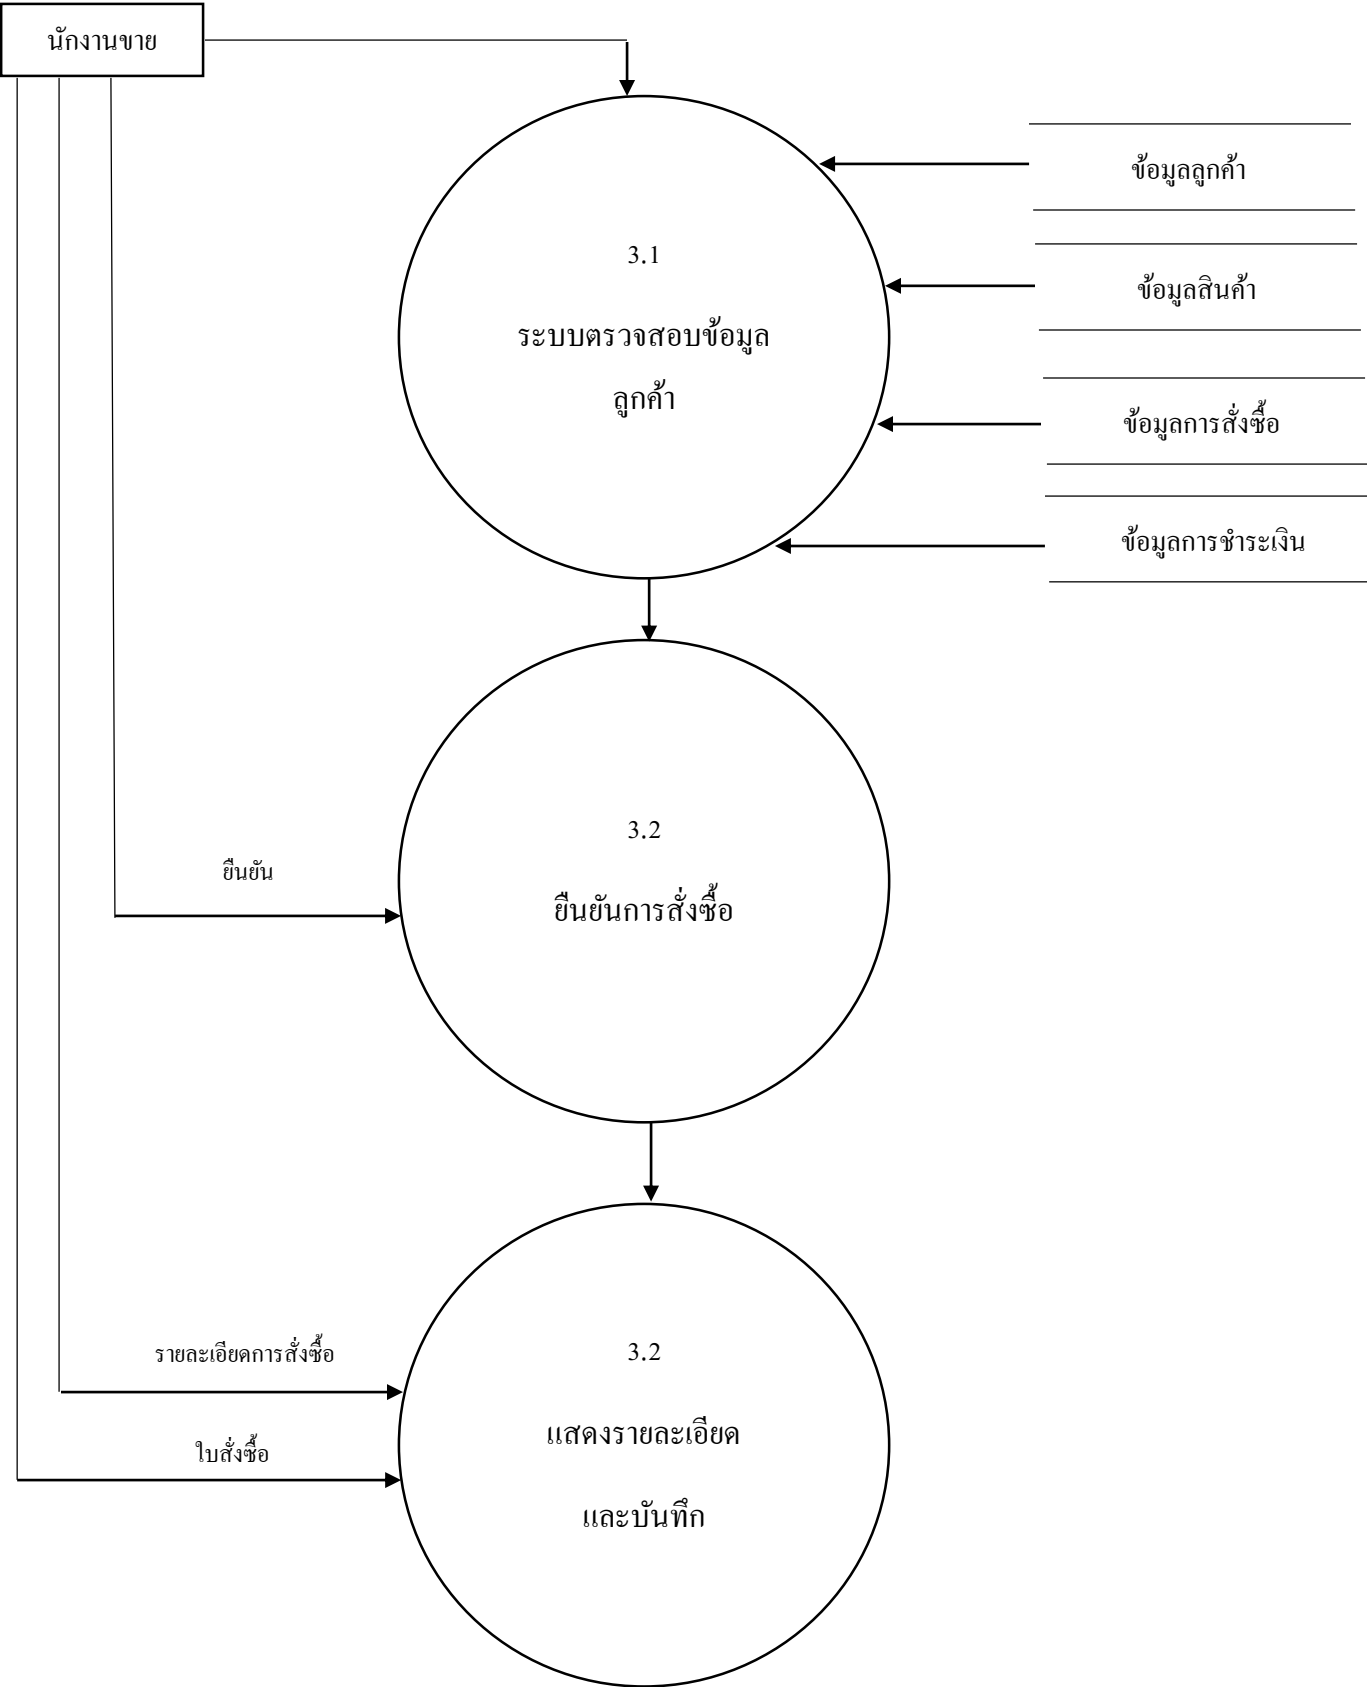 นักงานขาย
ข้อมูลลูกค้า
3.1
ข้อมูลสินค้า
ระบบตรวจสอบข้อมูล
ลูกค้า
ข้อมูลการสั่งซื้อ
ข้อมูลการชำระเงิน
3.2
ยืนยัน
ยืนยันการสั่งซื้อ
3.2
รายละเอียดการสั่งซื้อ
แสดงรายละเอียด
ใบสั่งซื้อ
และบันทึก